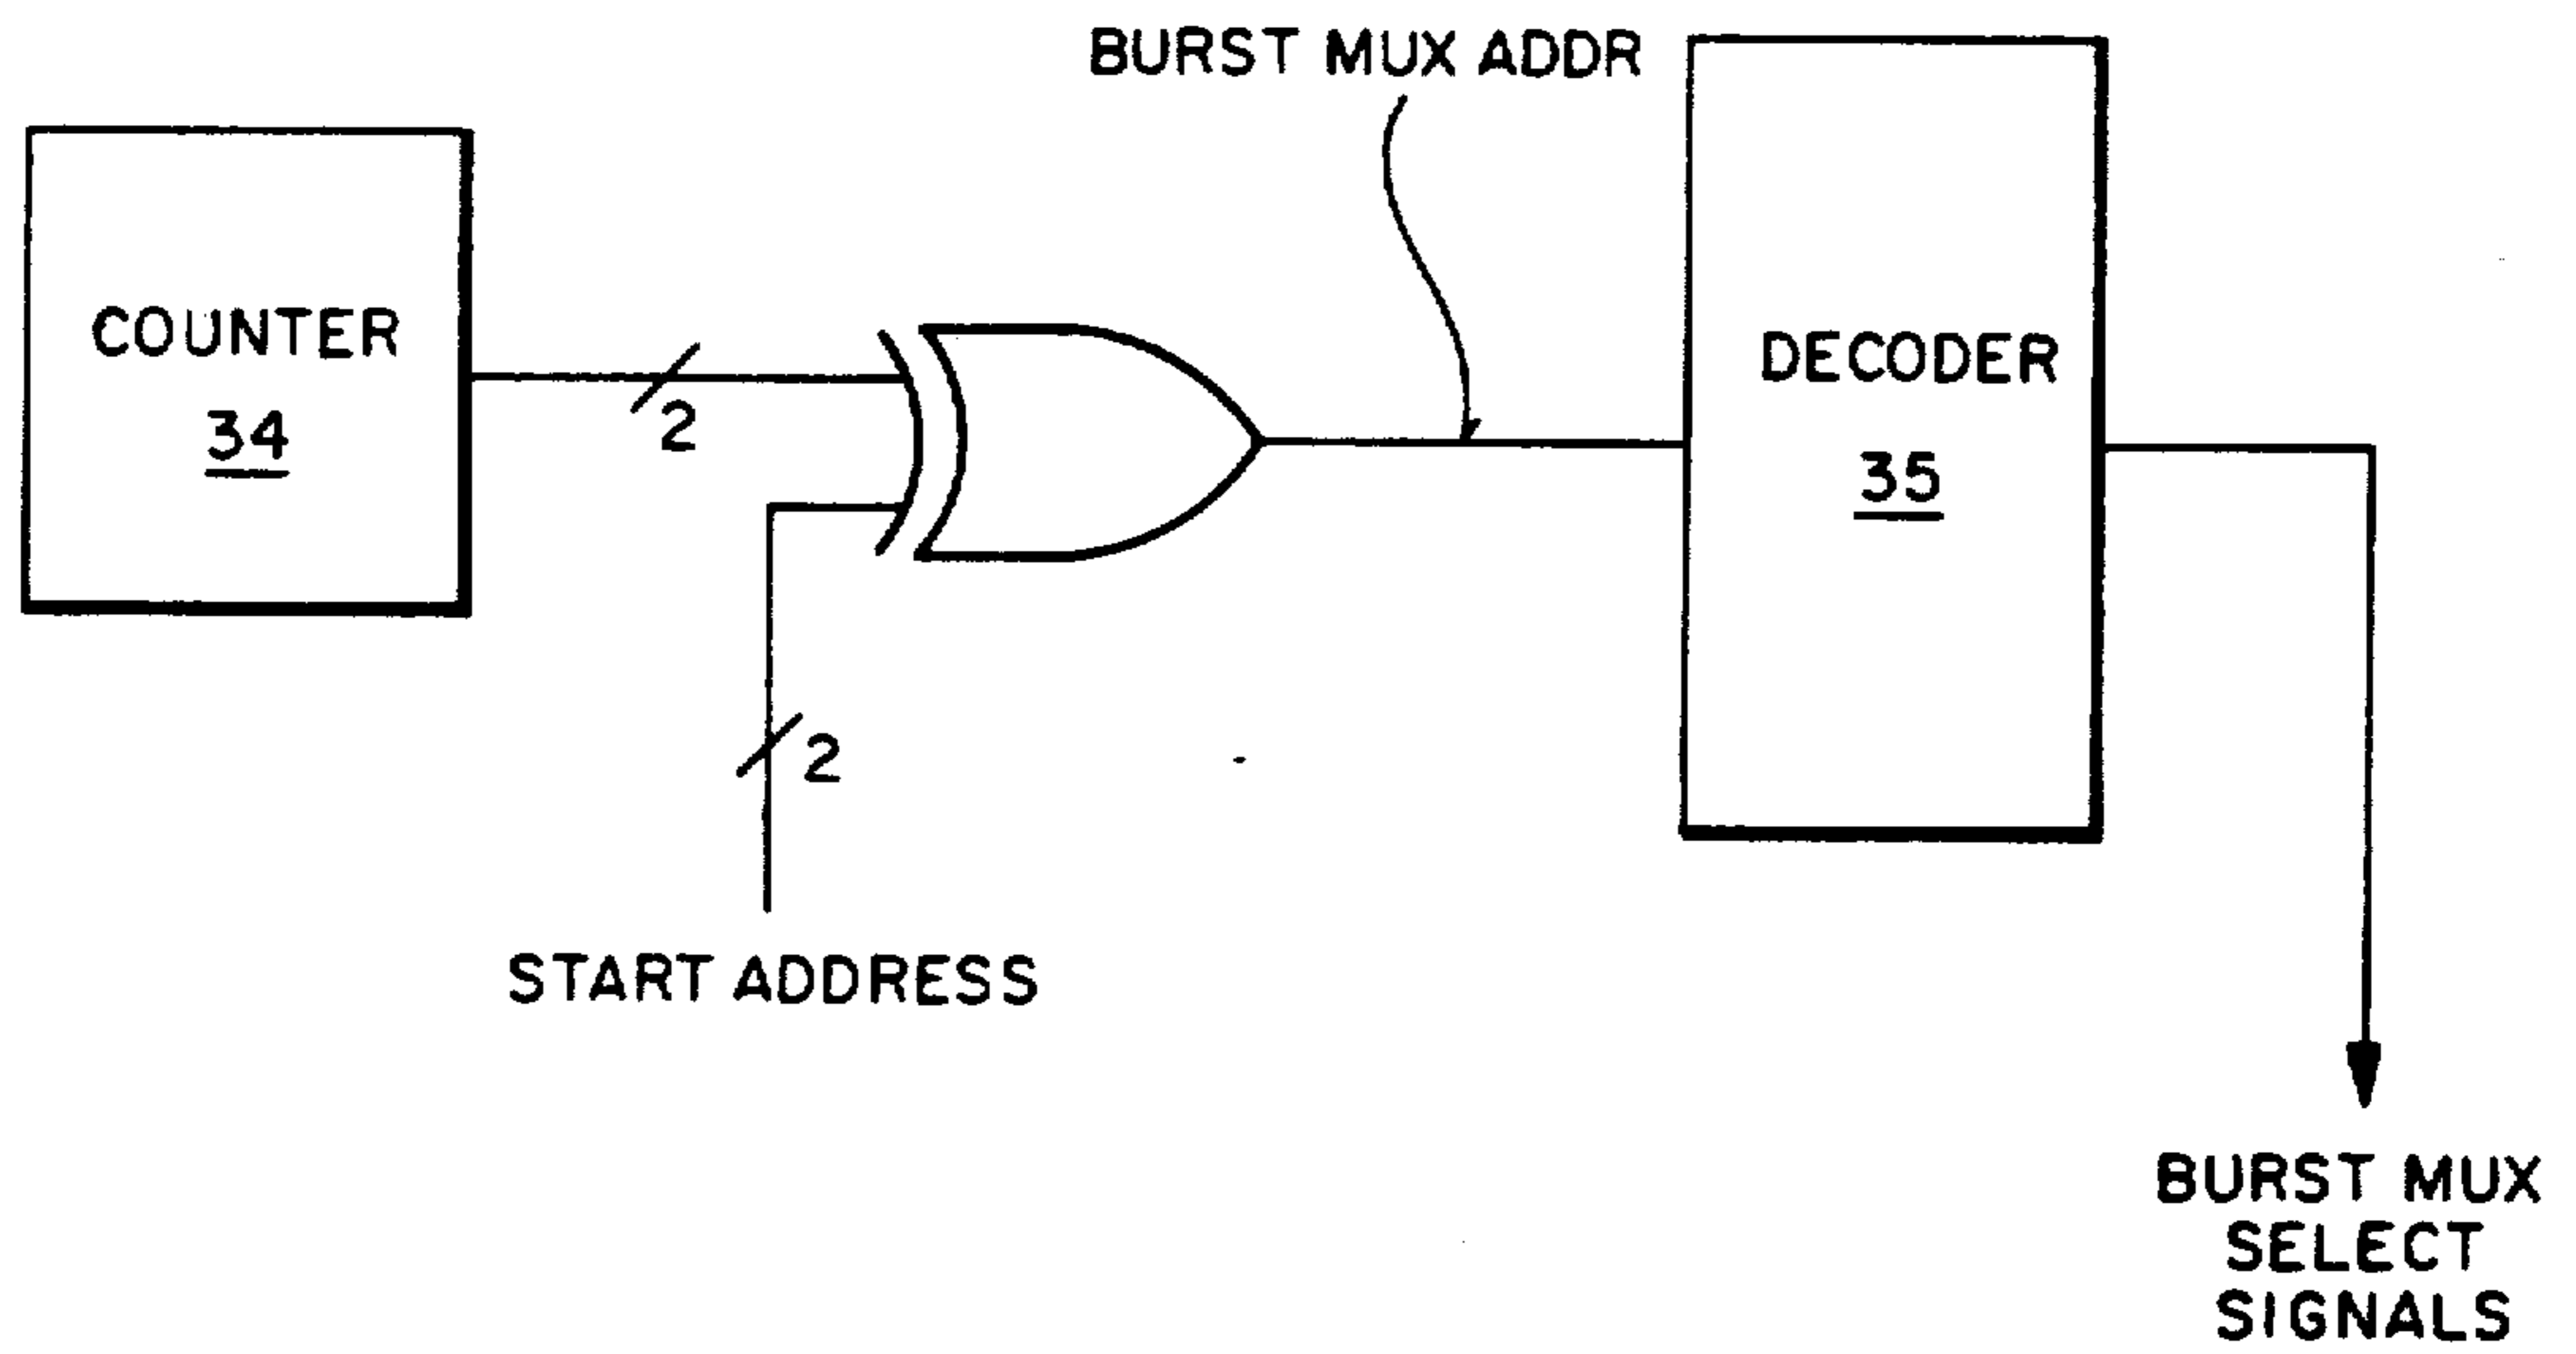 BURST MUX ADDR
COUNTER
34
2
DECODER
35
2
START ADDRESS
BURST MUX
SELECT
SIGNALS